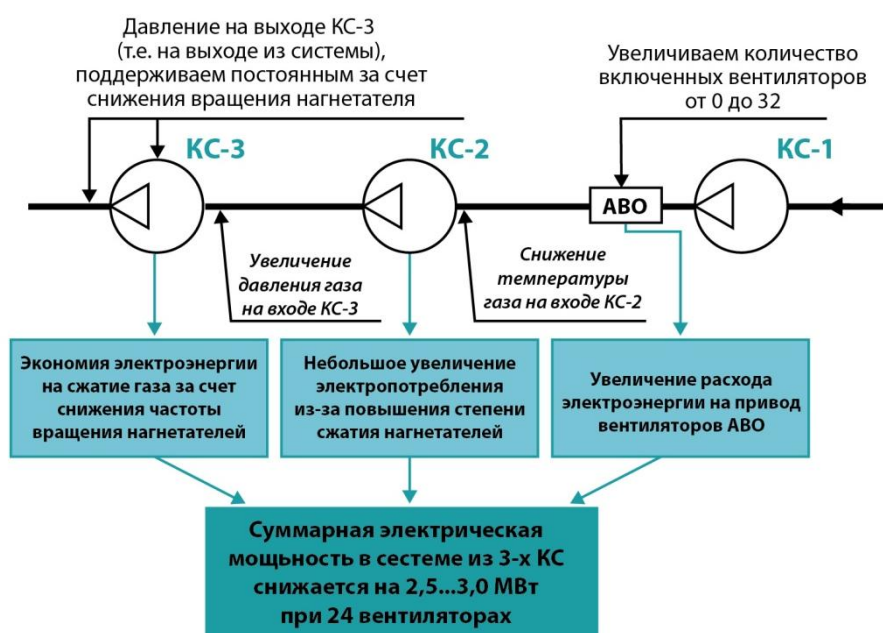 Давление на выходе КС-3
(т.е. на выходе из системы),
поддерживаем постоянным за счет
снижения вращения нагнетателя
Увеличиваем количество
включенных вентиляторов
от 0 до 32
КС-3
КС-2
КС-1
АВО
Увеличение
давления газа
на входе КС-3
Снижение
температуры
газа на входе КС-2
Экономия электроэнергии
на сжатие газа за счет
снижения частоты
вращения нагнетателей
Небольшое увеличение
электропотребления
из-за повышения степени
сжатия нагнетателей
Увеличение расхода
электроэнергии на привод
вентиляторов АВО
Суммарная электрическая
мощьность в сестеме из 3-х КС
снижается на 2,5...3,0 МВт
при 24 вентиляторах